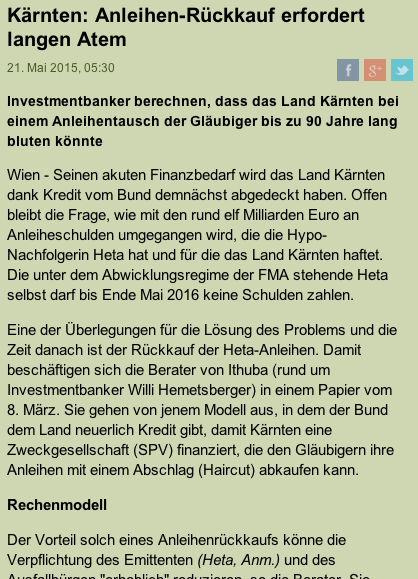 Kärnten: Anleihen-Rückkauf erfordert
langen Atem
21. Mai 2015, 05:30
Investmentbanker berechnen, dass das Land Kärnten bei
einem Anleihentausch der Gläubiger bis zu 90 Jahre lang
bluten könnte
Wien - Seinen akuten Finanzbedarf wird das Land Kärnten
dank Kredit vom Bund demnächst abgedeckt haben. Offen
bleibt die Frage, wie mit den rund elf Milliarden Euro an
Anleiheschulden umgegangen wird, die die Hypo-
Nachfolgerin Heta hat und für die das Land Kärnten haftet.
Die unter dem Abwicklungsregime der FMA stehende Heta
selbst darf bis Ende Mai 2016 keine Schulden zahlen.
Eine der Überlegungen für die Lösung des Problems und die
Zeit danach ist der Rückkauf der Heta-Anleihen. Damit
beschäftigen sich die Berater von Ithuba (rund um
Investmentbanker Willi Hemetsberger) in einem Papier vom
8. März. Sie gehen von jenem Modell aus, in dem der Bund
dem Land neuerlich Kredit gibt, damit Kärnten eine
Zweckgesellschaft (SPV) finanziert, die den Gläubigern ihre
Anleihen mit einem Abschlag (Haircut) abkaufen kann.
Rechenmodell
Der Vorteil solch eines Anleihenrückkaufs könne die
Verpflichtung des Emittenten (Heta, Anm.) und des
Ausfallbürgen "erheblich" reduzieren, so die Berater. Sie